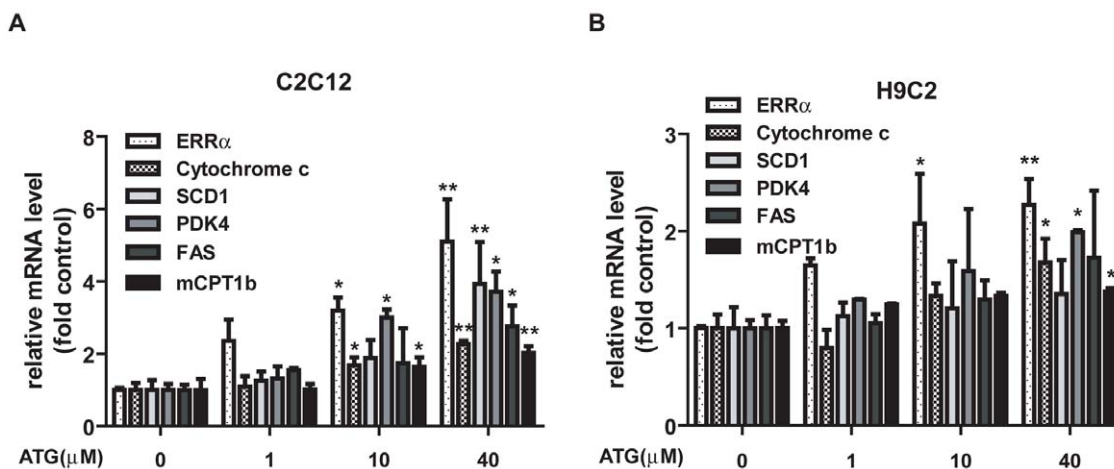 A
C2C12
relative mRNA level
(fold control)
8
6
4
2
0
ERRα
Cytochrome c
SCD1
PDK4
FAS
mCPT1b
*
*
*
*
**
**
**
*
*
**
ATG(μM)
0
1
10
40
B
H9C2
relative mRNA level
(fold control)
3
2
1
0
ERRα
Cytochrome c
SCD1
PDK4
FAS
mCPT1b
*
**
*
*
*
ATG(μM)
0
1
10
40